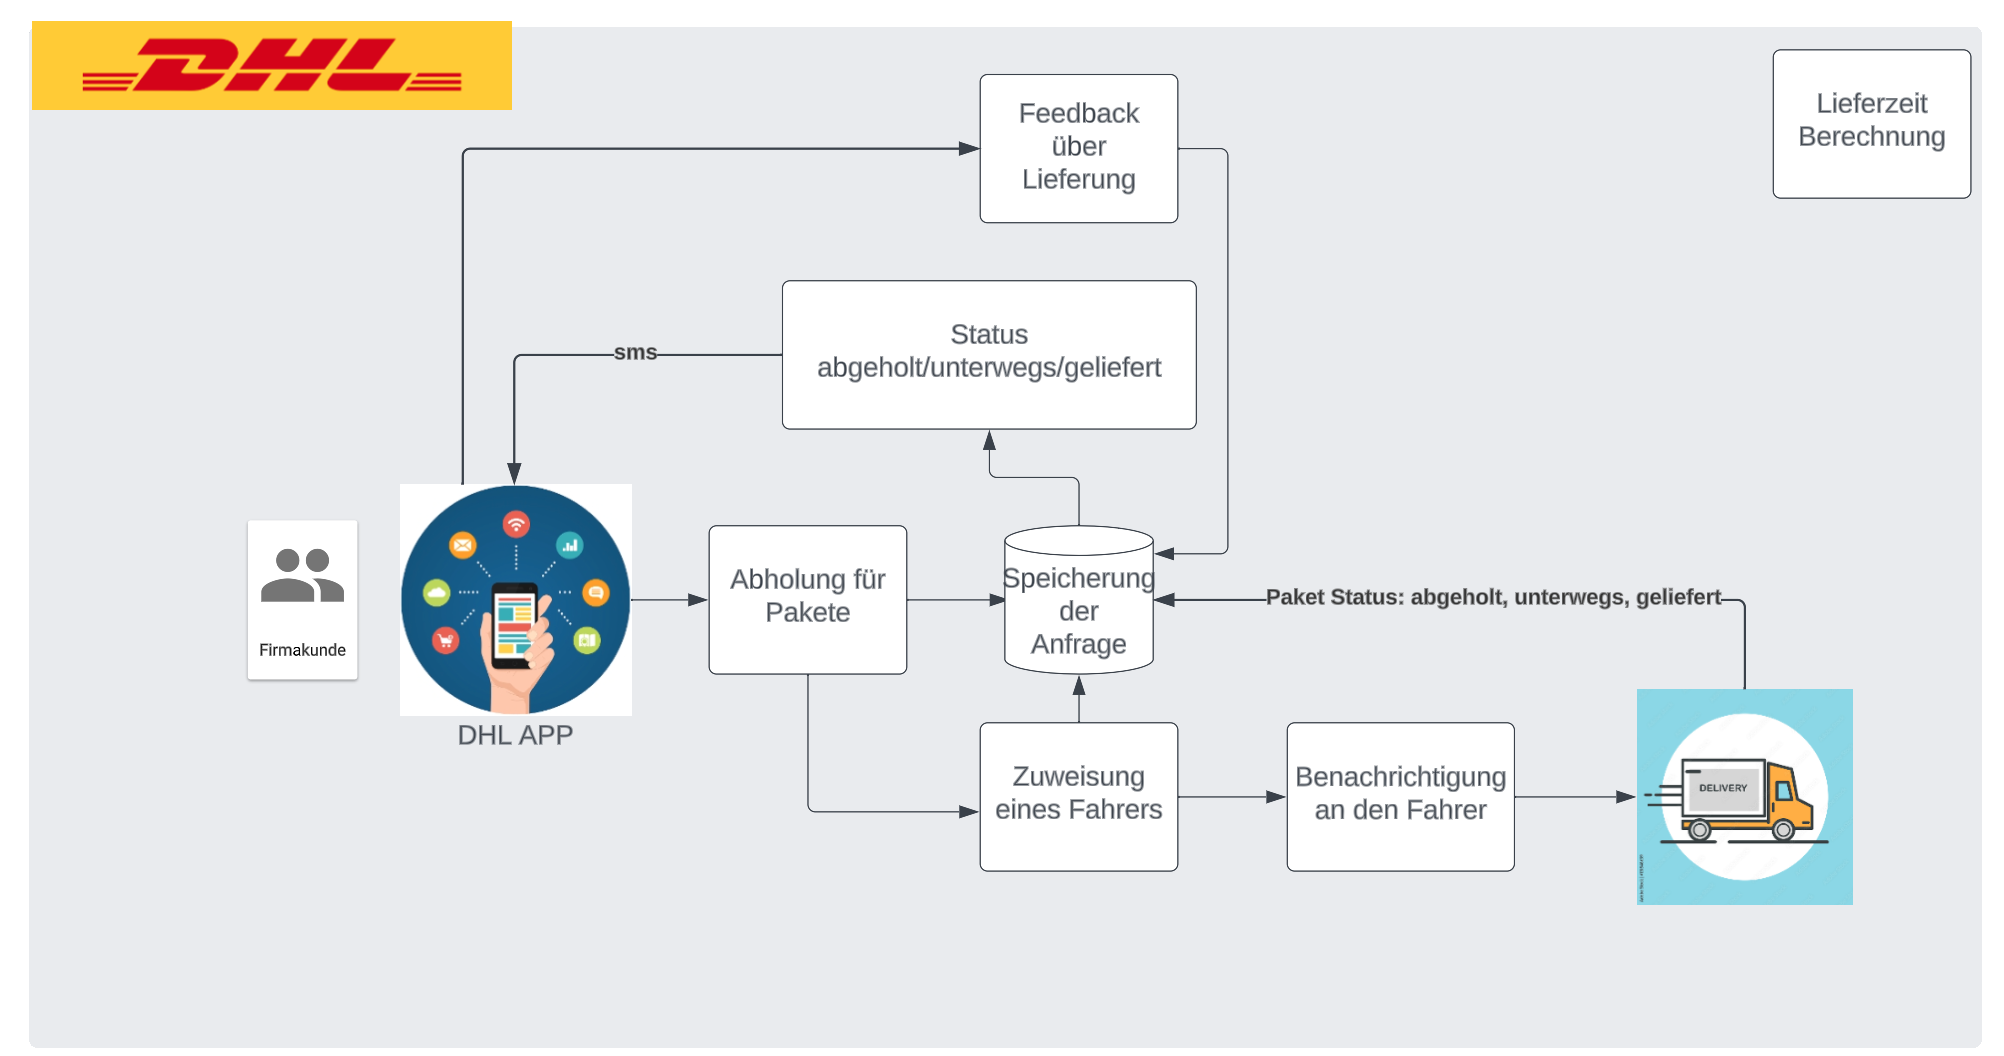 DHL
Lieferzeit
Berechnung
Feedback
über
Lieferung
Status
abgeholt/unterwegs/geliefert
sms
Firmakunde
DHL APP
Abholung für
Pakete
Speicherung
der
Anfrage
Paket Status: abgeholt, unterwegs, geliefert
Zuweisung
eines Fahrers
Benachrichtigung
an den Fahrer
DELIVERY